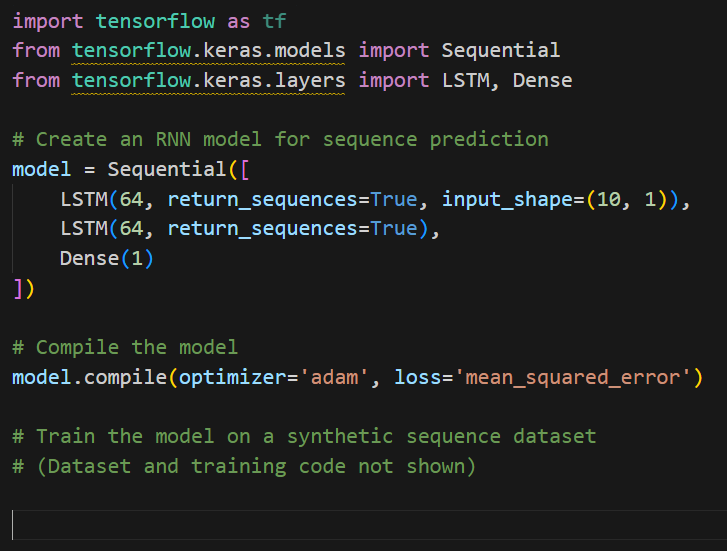 import tensorflow as tf
from tensorflow.keras.models import Sequential
from tensorflow.keras.layers import LSTM, Dense

# Create an RNN model for sequence prediction
model = Sequential([
    LSTM(64, return_sequences=True, input_shape=(10, 1)),
    LSTM(64, return_sequences=True),
    Dense(1)
])

# Compile the model
model.compile(optimizer='adam', loss='mean_squared_error')

# Train the model on a synthetic sequence dataset
# (Dataset and training code not shown)